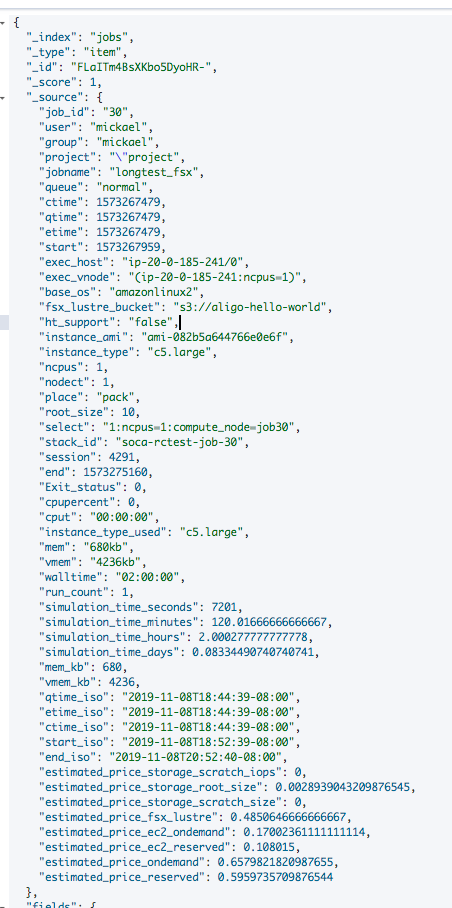 {
"_index": "jobs",
"_type": "item",
"_id": "FLaITm4BsXKbo5DyoHR-",
"_score": 1,
"_source": {
"job_id": "30",
"user": "mickael",
"group": "mickael",
"project": "\"project",
"jobname": "longtest_fsx",
"queue": "normal",
"ctime": 1573267479,
"qtime": 1573267479,
"etime": 1573267479,
"start": 1573267959,
"exec_host": "ip-20-0-185-241/0",
"exec_vnode": "(ip-20-0-185-241:ncpus=1)",
"base_os": "amazonlinux2",
"fsx_lustre_bucket": "s3://aligo-hello-world",
"ht_support": "false",
"instance_ami": "ami-082b5a644766e0e6f",
"instance_type": "c5.large",
"ncpus": 1,
"nodect": 1,
"place": "pack",
"root_size": 10,
"select": "1:ncpus=1:compute_node=job30",
"stack_id": "soca-rctest-job-30",
"session": 4291,
"end": 1573275160,
"Exit_status": 0,
"cpupercent": 0,
"cput": "00:00:00",
"instance_type_used": "c5.large",
"mem": "680kb",
"vmem": "4236kb",
"walltime": "02:00:00",
"run_count": 1,
"simulation_time_seconds": 7201,
"simulation_time_minutes": 120.01666666666667,
"simulation_time_hours": 2.000277777777778,
"simulation_time_days": 0.08334490740740741,
"mem_kb": 680,
"vmem_kb": 4236,
"qtime_iso": "2019-11-08T18:44:39-08:00",
"etime_iso": "2019-11-08T18:44:39-08:00",
"ctime_iso": "2019-11-08T18:44:39-08:00",
"start_iso": "2019-11-08T18:52:39-08:00",
"end_iso": "2019-11-08T20:52:40-08:00",
"estimated_price_storage_scratch_iops": 0,
"estimated_price_storage_root_size": 0.0028939043209876545,
"estimated_price_storage_scratch_size": 0,
"estimated_price_fsx_lustre": 0.4850646666666667,
"estimated_price_ec2_ondemand": 0.17002361111111114,
"estimated_price_ec2_reserved": 0.108015,
"estimated_price_ondemand": 0.6579821820987655,
"estimated_price_reserved": 0.5959735709876544
},
"fields": {